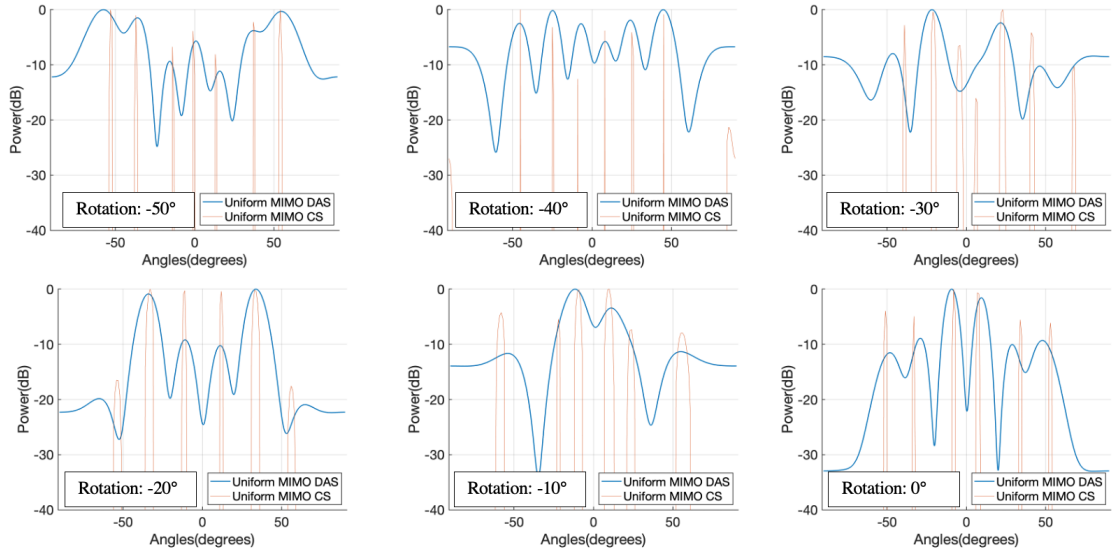 0
-10
-20
-30
-40
Power(dB)
-50
0
50
Angles(degrees)
Rotation: -50°
Uniform MIMO DAS
Uniform MIMO CS
0
-10
-20
-30
-40
Power(dB)
-50
0
50
Angles(degrees)
Rotation: -40°
Uniform MIMO DAS
Uniform MIMO CS
0
-10
-20
-30
-40
Power(dB)
-50
0
50
Angles(degrees)
Rotation: -30°
Uniform MIMO DAS
Uniform MIMO CS
0
-10
-20
-30
-40
Power(dB)
-50
0
50
Angles(degrees)
Rotation: -20°
Uniform MIMO DAS
Uniform MIMO CS
0
-10
-20
-30
-40
Power(dB)
-50
0
50
Angles(degrees)
Rotation: -10°
Uniform MIMO DAS
Uniform MIMO CS
0
-10
-20
-30
-40
Power(dB)
-50
0
50
Angles(degrees)
Rotation: 0°
Uniform MIMO DAS
Uniform MIMO CS